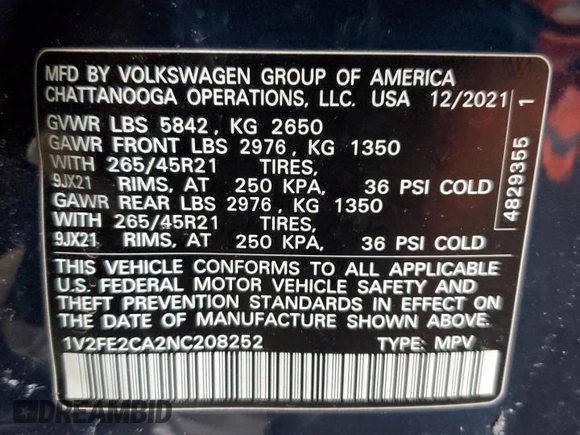 MFD BY VOLKSWAGEN GROUP OF AMERICA
CHATTANOOGA OPERATIONS, LLC. USA 12/2021
GVWR LBS 5842, KG 2650
GAWR FRONT LBS 2976, KG 1350
WITH 265/45R21 TIRES,
9JX21 RIMS, AT 250 KPA, 36 PSI COLD
GAWR REAR LBS 2976, KG 1350
WITH 265/45R21 TIRES,
9JX21 RIMS, AT 250 KPA, 36 PSI COLD
THIS VEHICLE CONFORMS TO ALL APPLICABLE
U.S. FEDERAL MOTOR VEHICLE SAFETY AND
THEFT PREVENTION STANDARDS IN EFFECT ON
THE DATE OF MANUFACTURE SHOWN ABOVE.
1V2FE2CA2NC208252 TYPE: MPV
4829355 1
DREAMBID